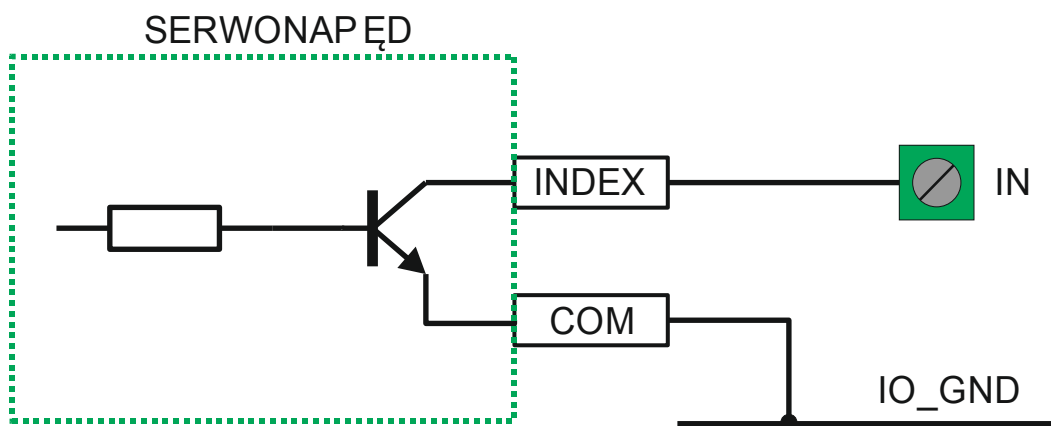 SERWONAPĘD
INDEX
IN
COM
IO_GND